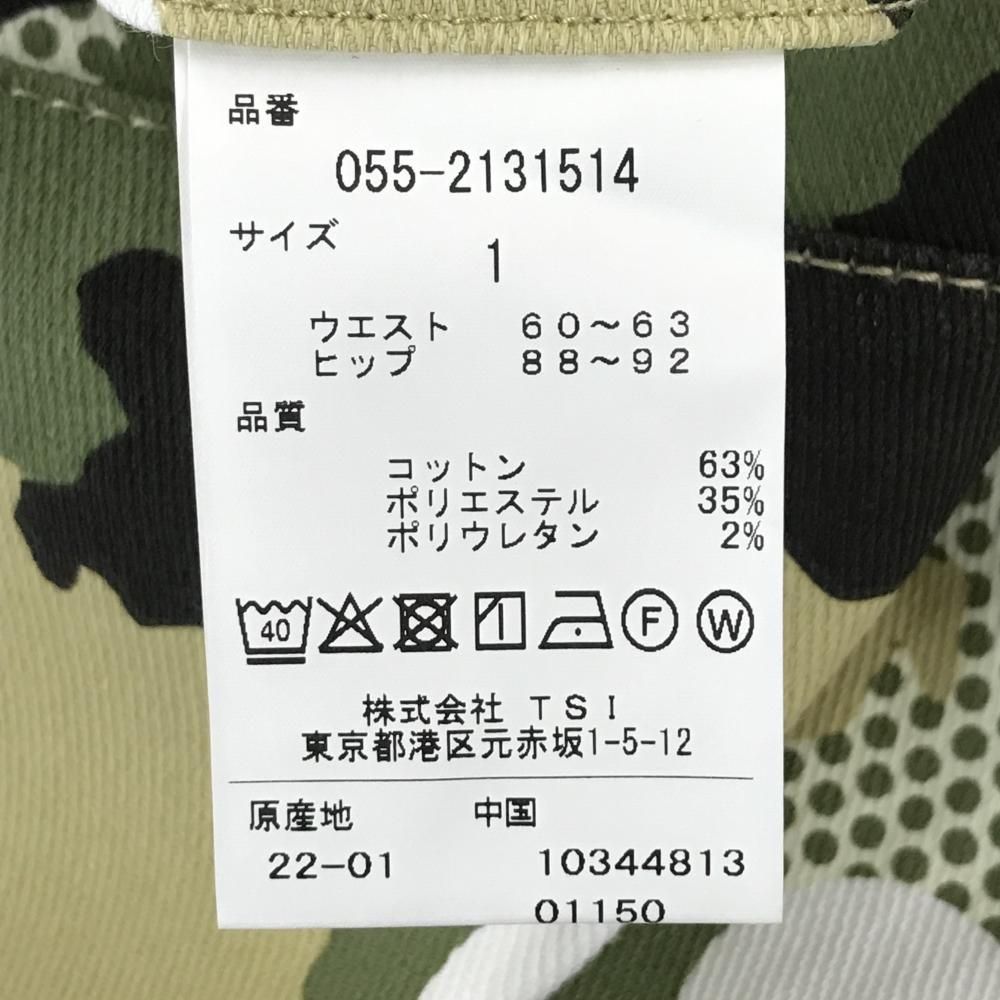 品番
055-2131514
サイズ
1
ウエスト 60〜63
ヒップ 88〜92
品質
コットン 63%
ポリエステル 35%
ポリウレタン 2%
40 F W
株式会社 TSI
東京都港区元赤坂1-5-12
原産地 中国
22-01 10344813
01150